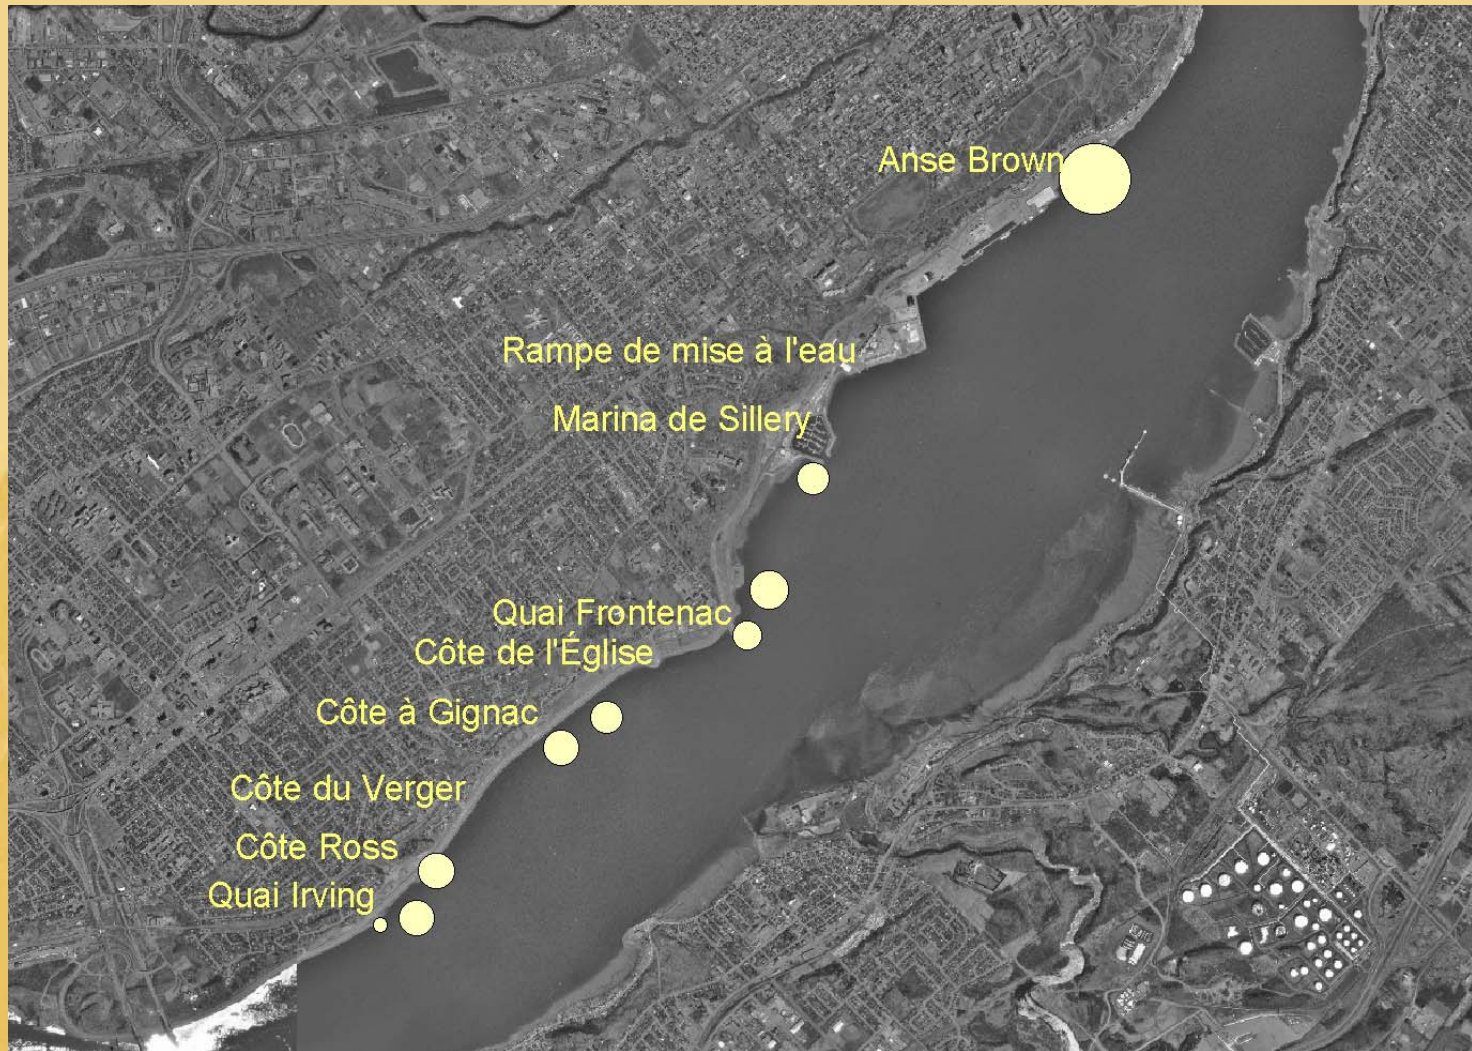 Anse Brown
Rampe de mise à l'eau
Marina de Sillery
Quai Frontenac
Côte de l'Église
Côte à Gignac
Côte du Verger
Côte Ross
Quai Irving